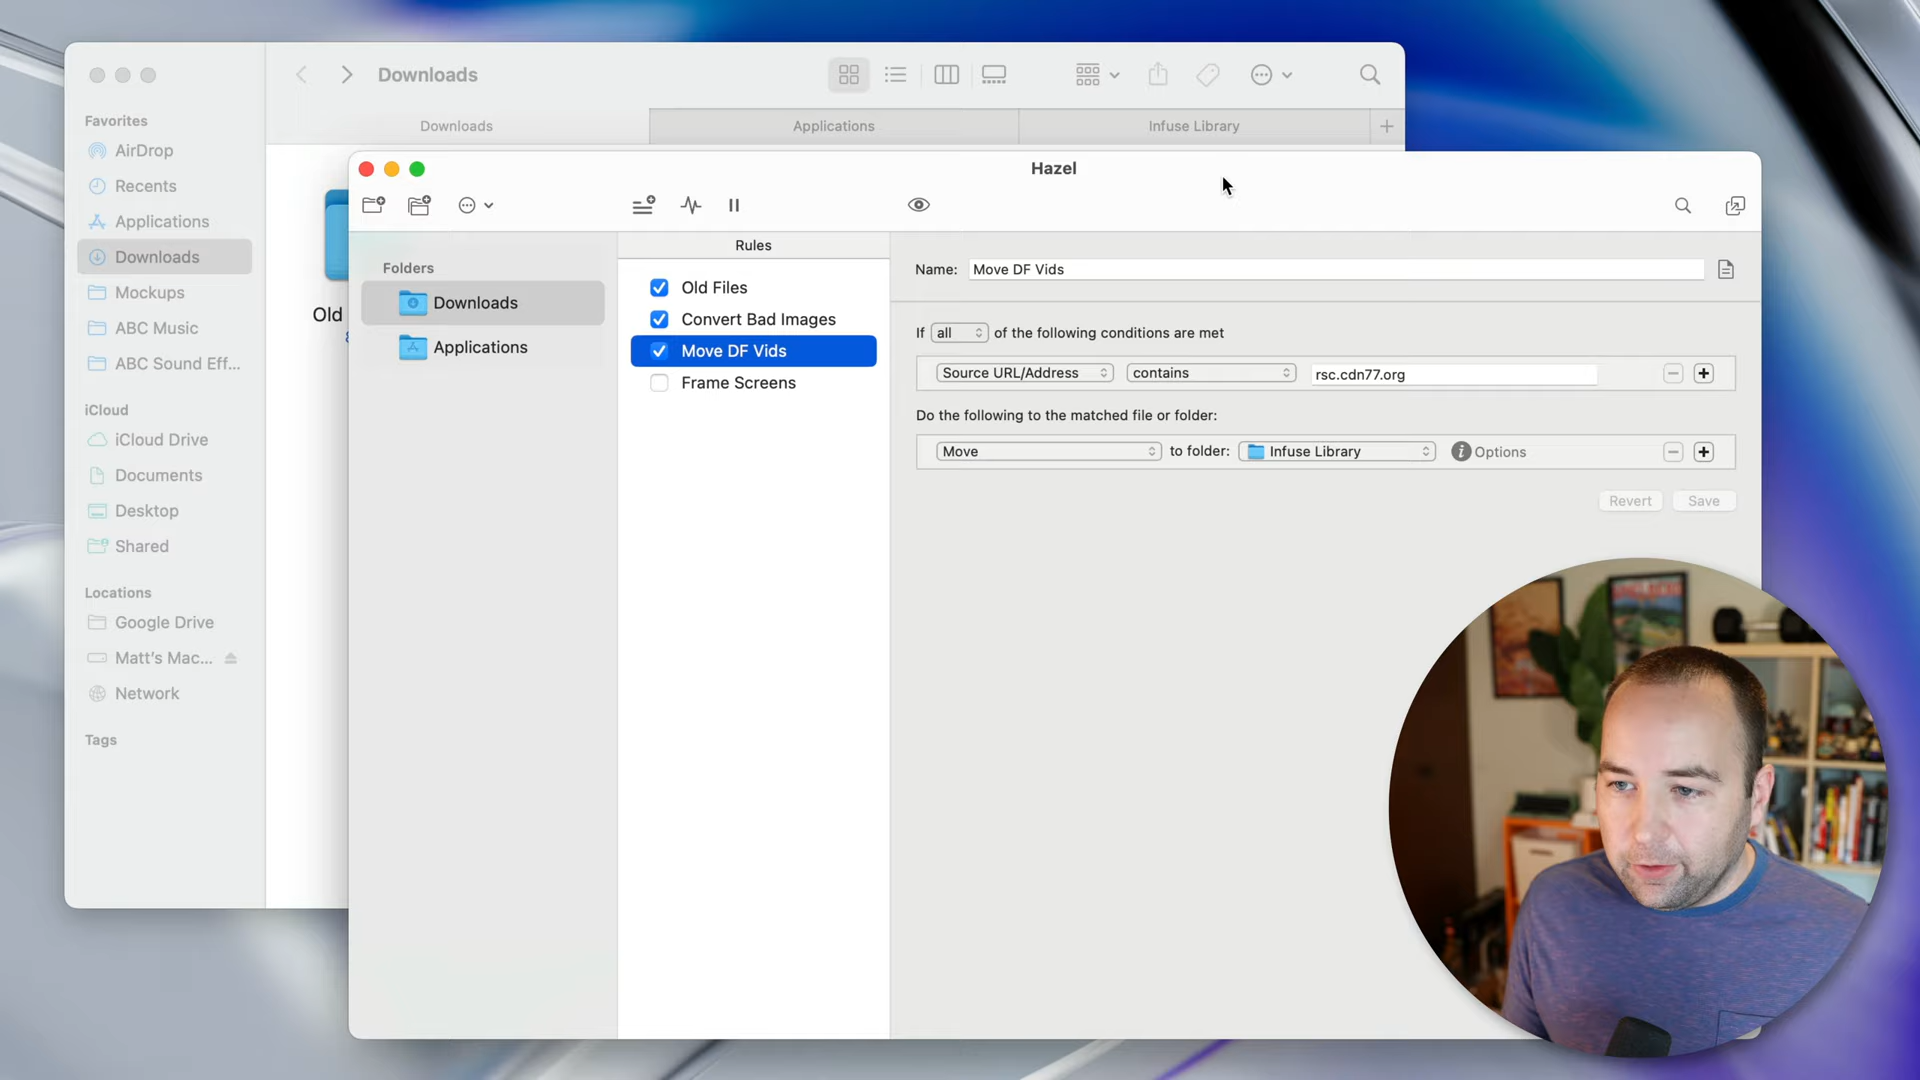 Downloads
Downloads
Applications
Infuse Library
Favorites
AirDrop
Recents
Applications
Downloads
Mockups
ABC Music
ABC Sound Eff...
iCloud
iCloud Drive
Documents
Desktop
Shared
Locations
Google Drive
Matt's Mac...
Network
Tags
Old
Hazel
Folders
Downloads
Applications
Rules
Old Files
Convert Bad Images
Move DF Vids
Frame Screens
Name: Move DF Vids
If all of the following conditions are met
Source URL/Address contains rsc.cdn77.org
Do the following to the matched file or folder:
Move to folder: Infuse Library Options
Revert Save